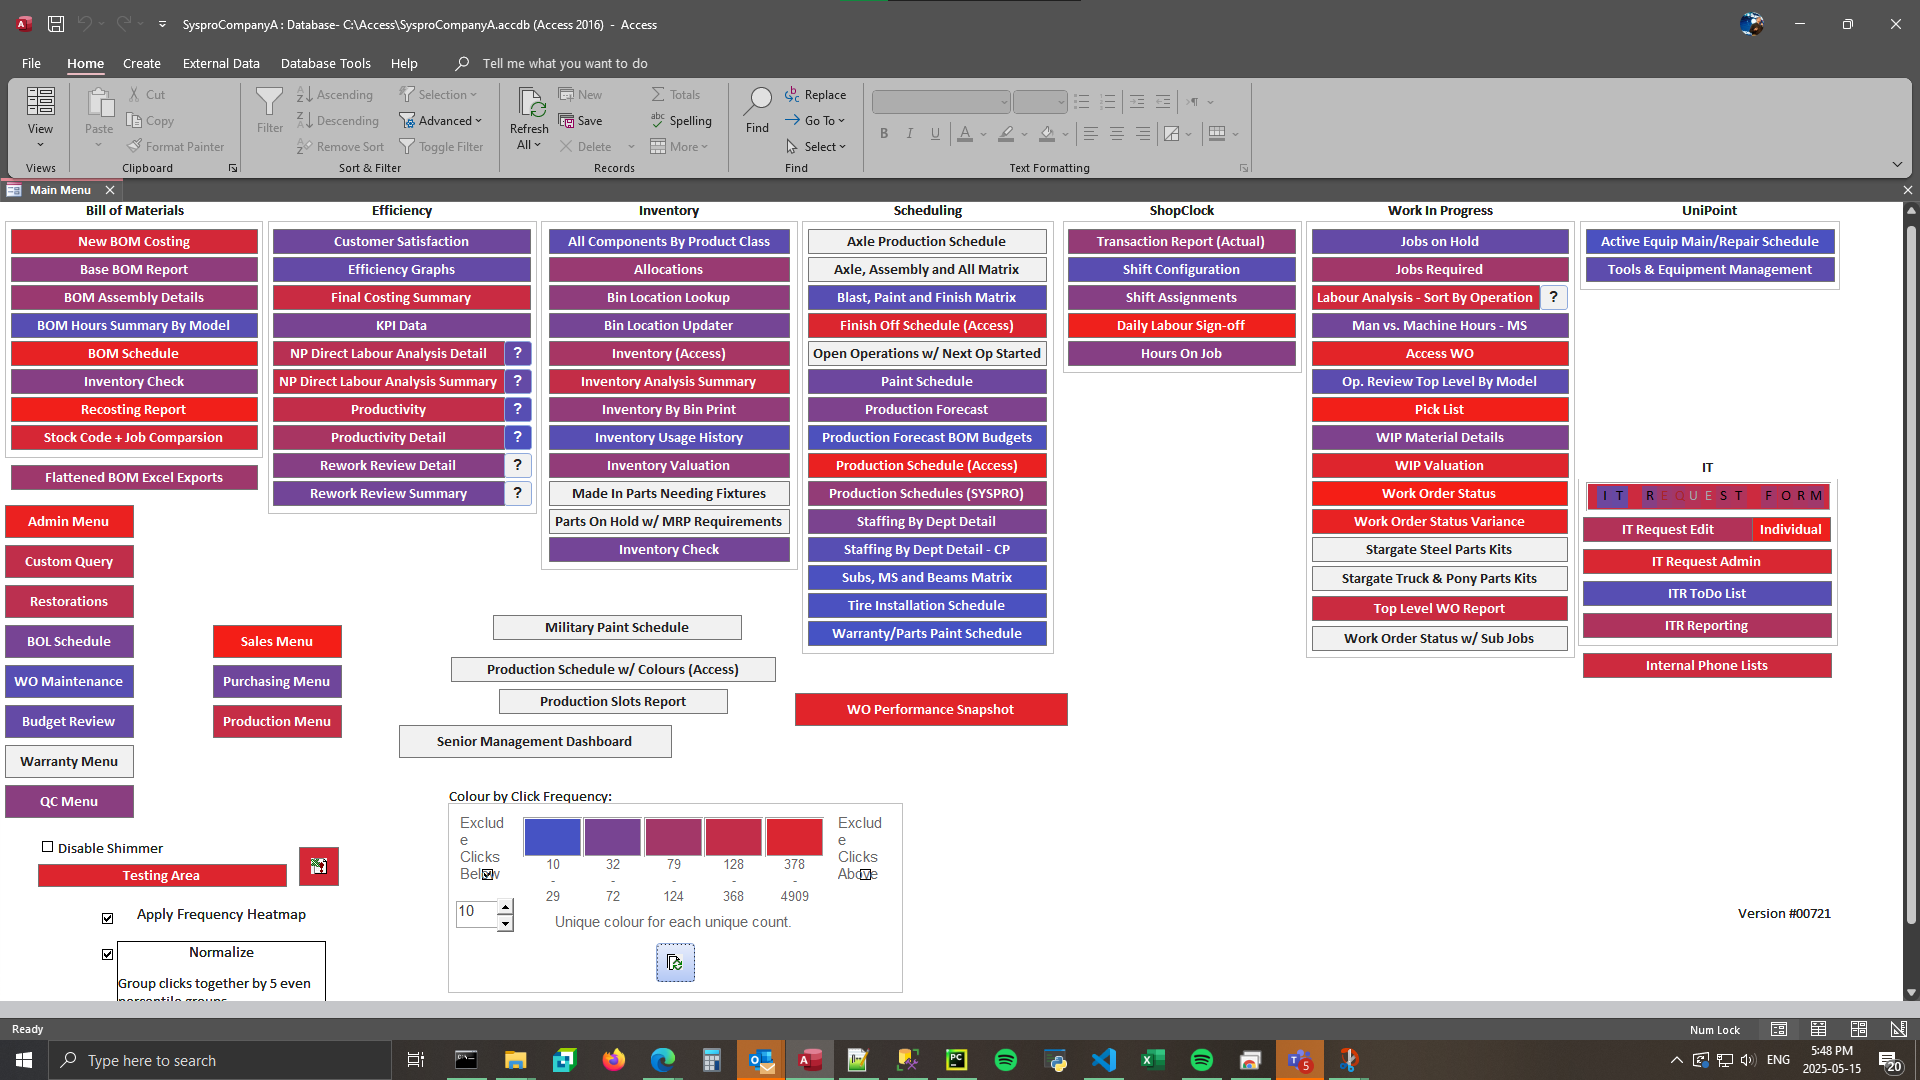 SysproCompanyA : Database- C:\Access\SysproCompanyA.accdb (Access 2016) - Access
File Home Create External Data Database Tools Help Tell me what you want to do
View
Views
Paste
Cut
Copy
Format Painter
Clipboard
Filter
Ascending
Descending
Remove Sort
Selection
Advanced
Toggle Filter
Sort & Filter
Refresh
All
New
Save
Delete
Totals
Spelling
More
Records
Find
Replace
Go To
Select
Find
B I U
Text Formatting
Main Menu
Bill of Materials
New BOM Costing
Base BOM Report
BOM Assembly Details
BOM Hours Summary By Model
BOM Schedule
Inventory Check
Recosting Report
Stock Code + Job Comparsion
Flattened BOM Excel Exports
Efficiency
Customer Satisfaction
Efficiency Graphs
Final Costing Summary
KPI Data
NP Direct Labour Analysis Detail ?
NP Direct Labour Analysis Summary ?
Productivity ?
Productivity Detail ?
Rework Review Detail ?
Rework Review Summary ?
Inventory
All Components By Product Class
Allocations
Bin Location Lookup
Bin Location Updater
Inventory (Access)
Inventory Analysis Summary
Inventory By Bin Print
Inventory Usage History
Inventory Valuation
Made In Parts Needing Fixtures
Parts On Hold w/ MRP Requirements
Inventory Check
Scheduling
Axle Production Schedule
Axle, Assembly and All Matrix
Blast, Paint and Finish Matrix
Finish Off Schedule (Access)
Open Operations w/ Next Op Started
Paint Schedule
Production Forecast
Production Forecast BOM Budgets
Production Schedule (Access)
Production Schedules (SYSPRO)
Staffing By Dept Detail
Staffing By Dept Detail - CP
Subs, MS and Beams Matrix
Tire Installation Schedule
Warranty/Parts Paint Schedule
ShopClock
Transaction Report (Actual)
Shift Configuration
Shift Assignments
Daily Labour Sign-off
Hours On Job
Work In Progress
Jobs on Hold
Jobs Required
Labour Analysis - Sort By Operation ?
Man vs. Machine Hours - MS
Access WO
Op. Review Top Level By Model
Pick List
WIP Material Details
WIP Valuation
Work Order Status
Work Order Status Variance
Stargate Steel Parts Kits
Stargate Truck & Pony Parts Kits
Top Level WO Report
Work Order Status w/ Sub Jobs
UniPoint
Active Equip Main/Repair Schedule
Tools & Equipment Management
IT
IT REQUEST FORM
IT Request Edit Individual
IT Request Admin
ITR ToDo List
ITR Reporting
Internal Phone Lists
Admin Menu
Custom Query
Restorations
BOL Schedule
WO Maintenance
Budget Review
Warranty Menu
QC Menu
Sales Menu
Purchasing Menu
Production Menu
Military Paint Schedule
Production Schedule w/ Colours (Access)
Production Slots Report
Senior Management Dashboard
WO Performance Snapshot
Disable Shimmer
Testing Area
Apply Frequency Heatmap
Normalize
Group clicks together by 5 even
percentile groups
Colour by Click Frequency:
Exclud
e
Clicks
Below
10
10 32 79 128 378
- - - - -
29 72 124 368 4909
Exclud
e
Clicks
Above
Unique colour for each unique count.
Version #00721
Ready
Num Lock
Type here to search
PC
5
ENG
5:48 PM
2025-05-15
20